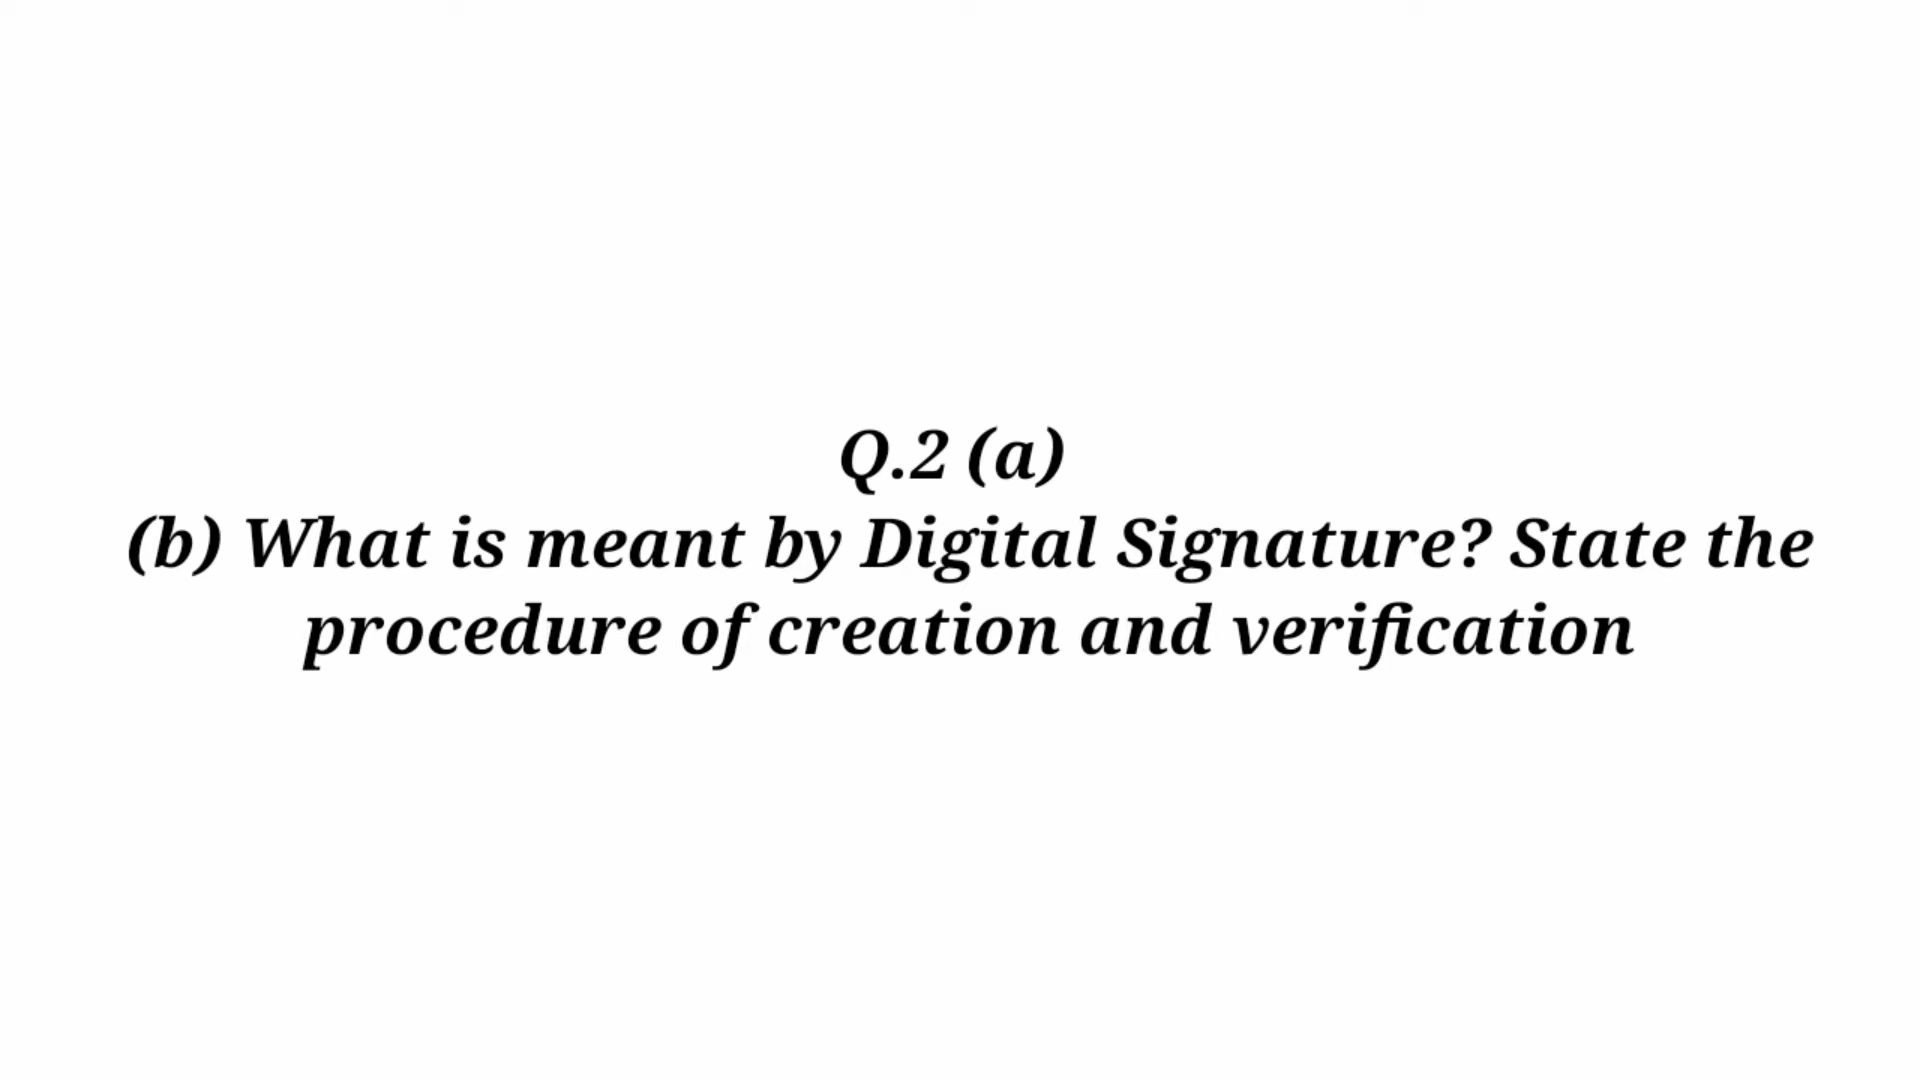 Q.2 (a)
(b) What is meant by Digital Signature? State the
procedure of creation and verification